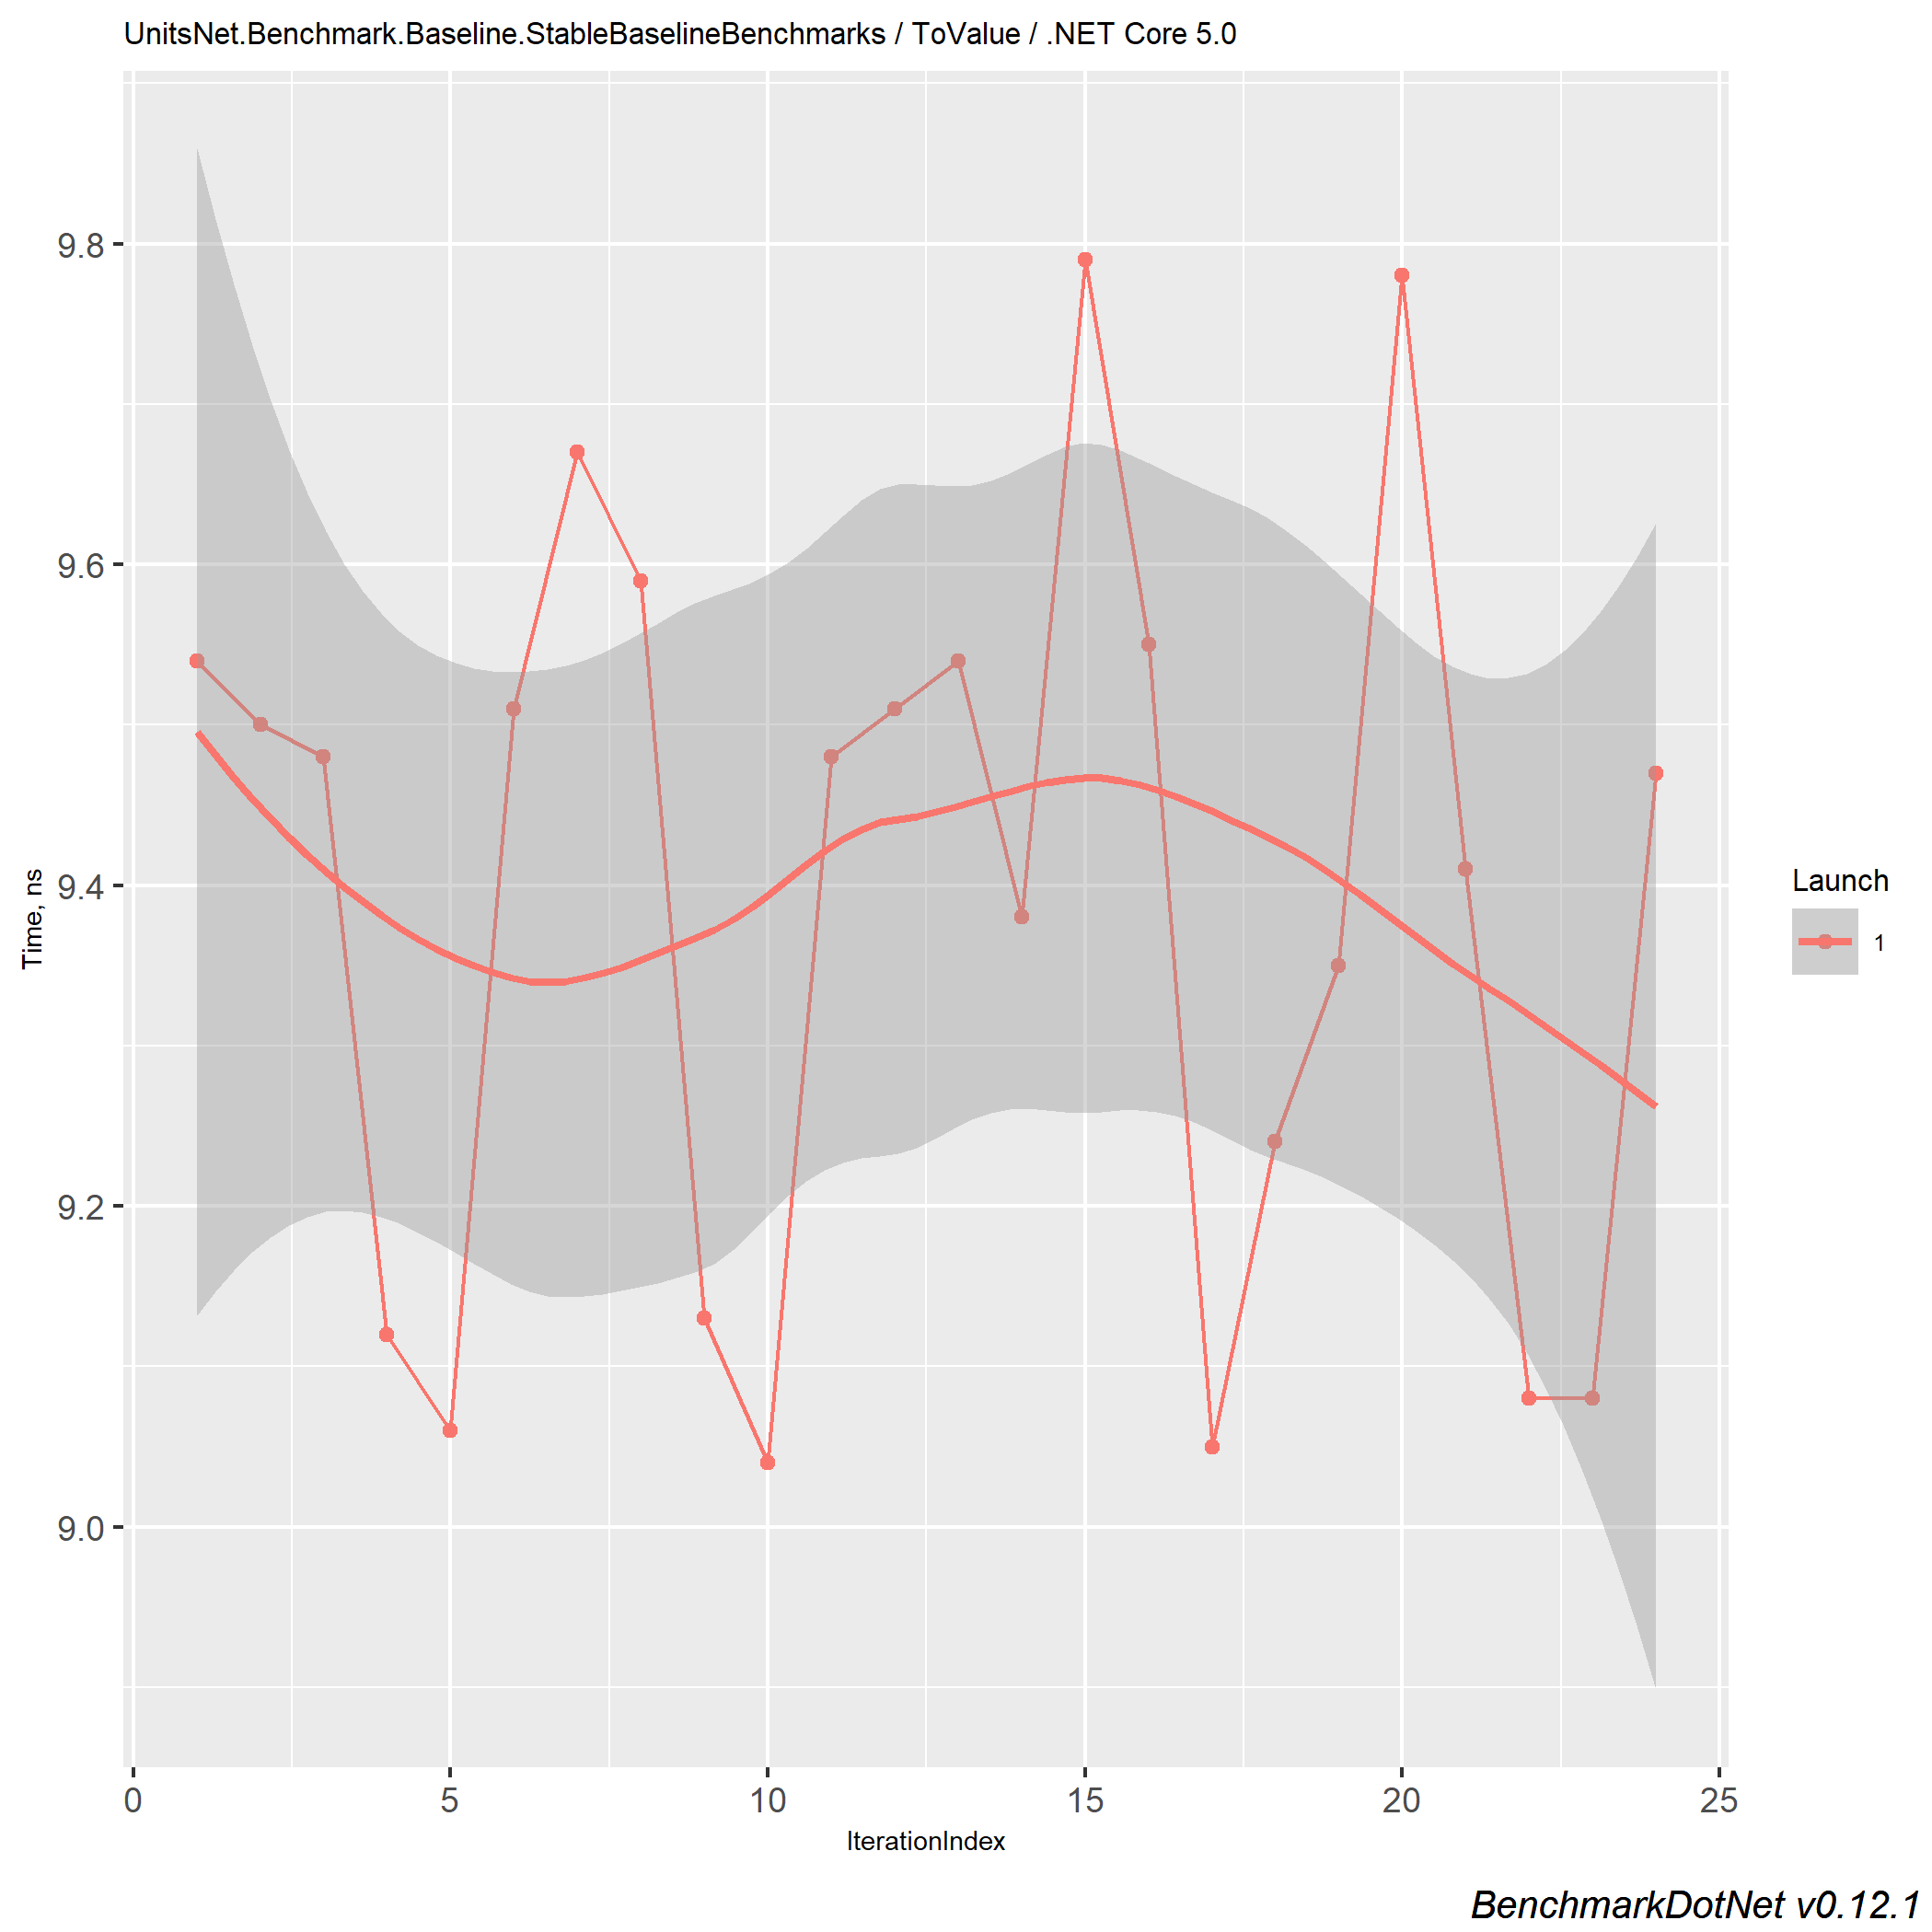 UnitsNet.Benchmark.Baseline.StableBaselineBenchmarks / ToValue / .NET Core 5.0
9.8
9.6
9.4
9.2
9.0
Time, ns
0 5 10 15 20 25
IterationIndex
Launch
1
BenchmarkDotNet v0.12.1